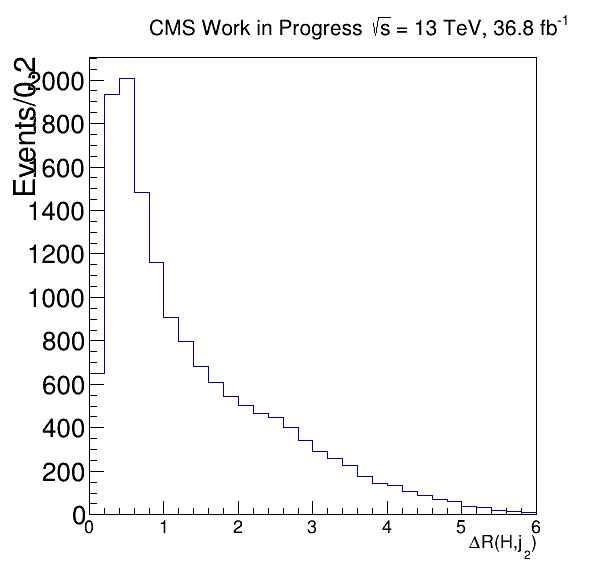 CMS Work in Progress √s = 13 TeV, 36.8 fb⁻¹
Events/0.2
2000
1800
1600
1400
1200
1000
800
600
400
200
0
0 1 2 3 4 5 6
ΔR(H,j₂)